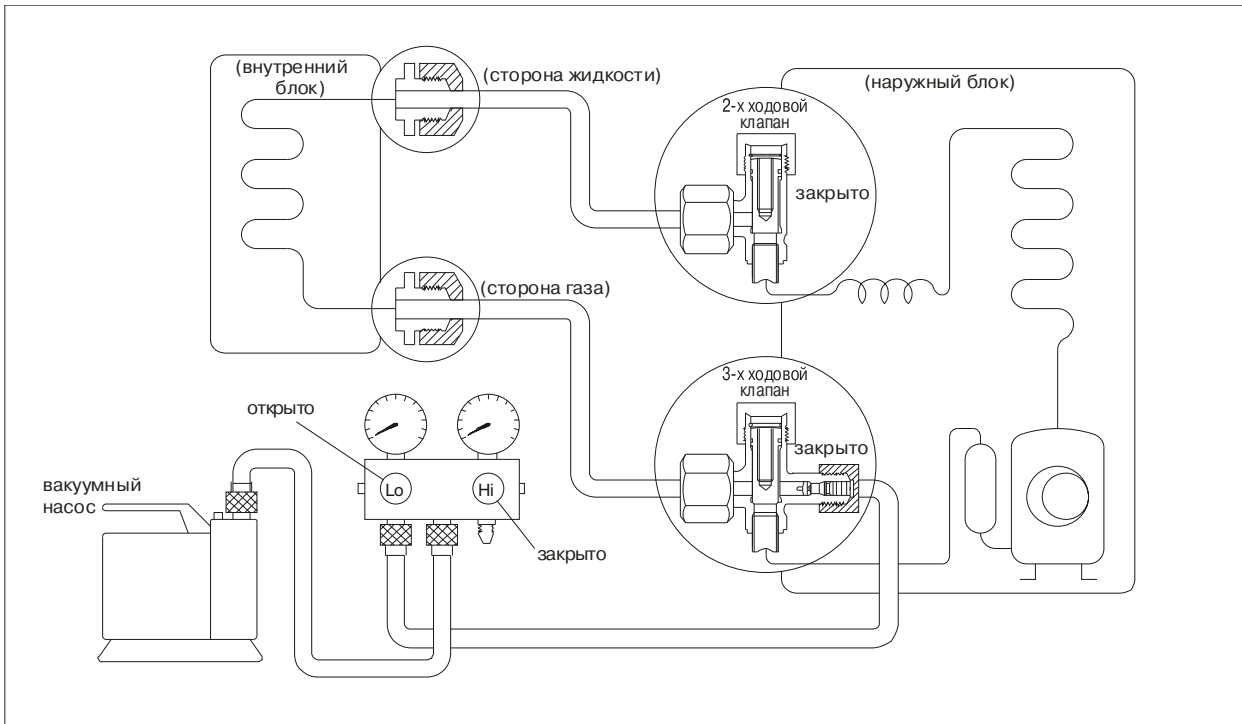 (внутренний
блок)
(сторона жидкости)
(наружный блок)
2-х ходовой
клапан
закрыто
(сторона газа)
3-х ходовой
клапан
закрыто
открыто
вакуумный
насос
Lo
Hi
закрыто